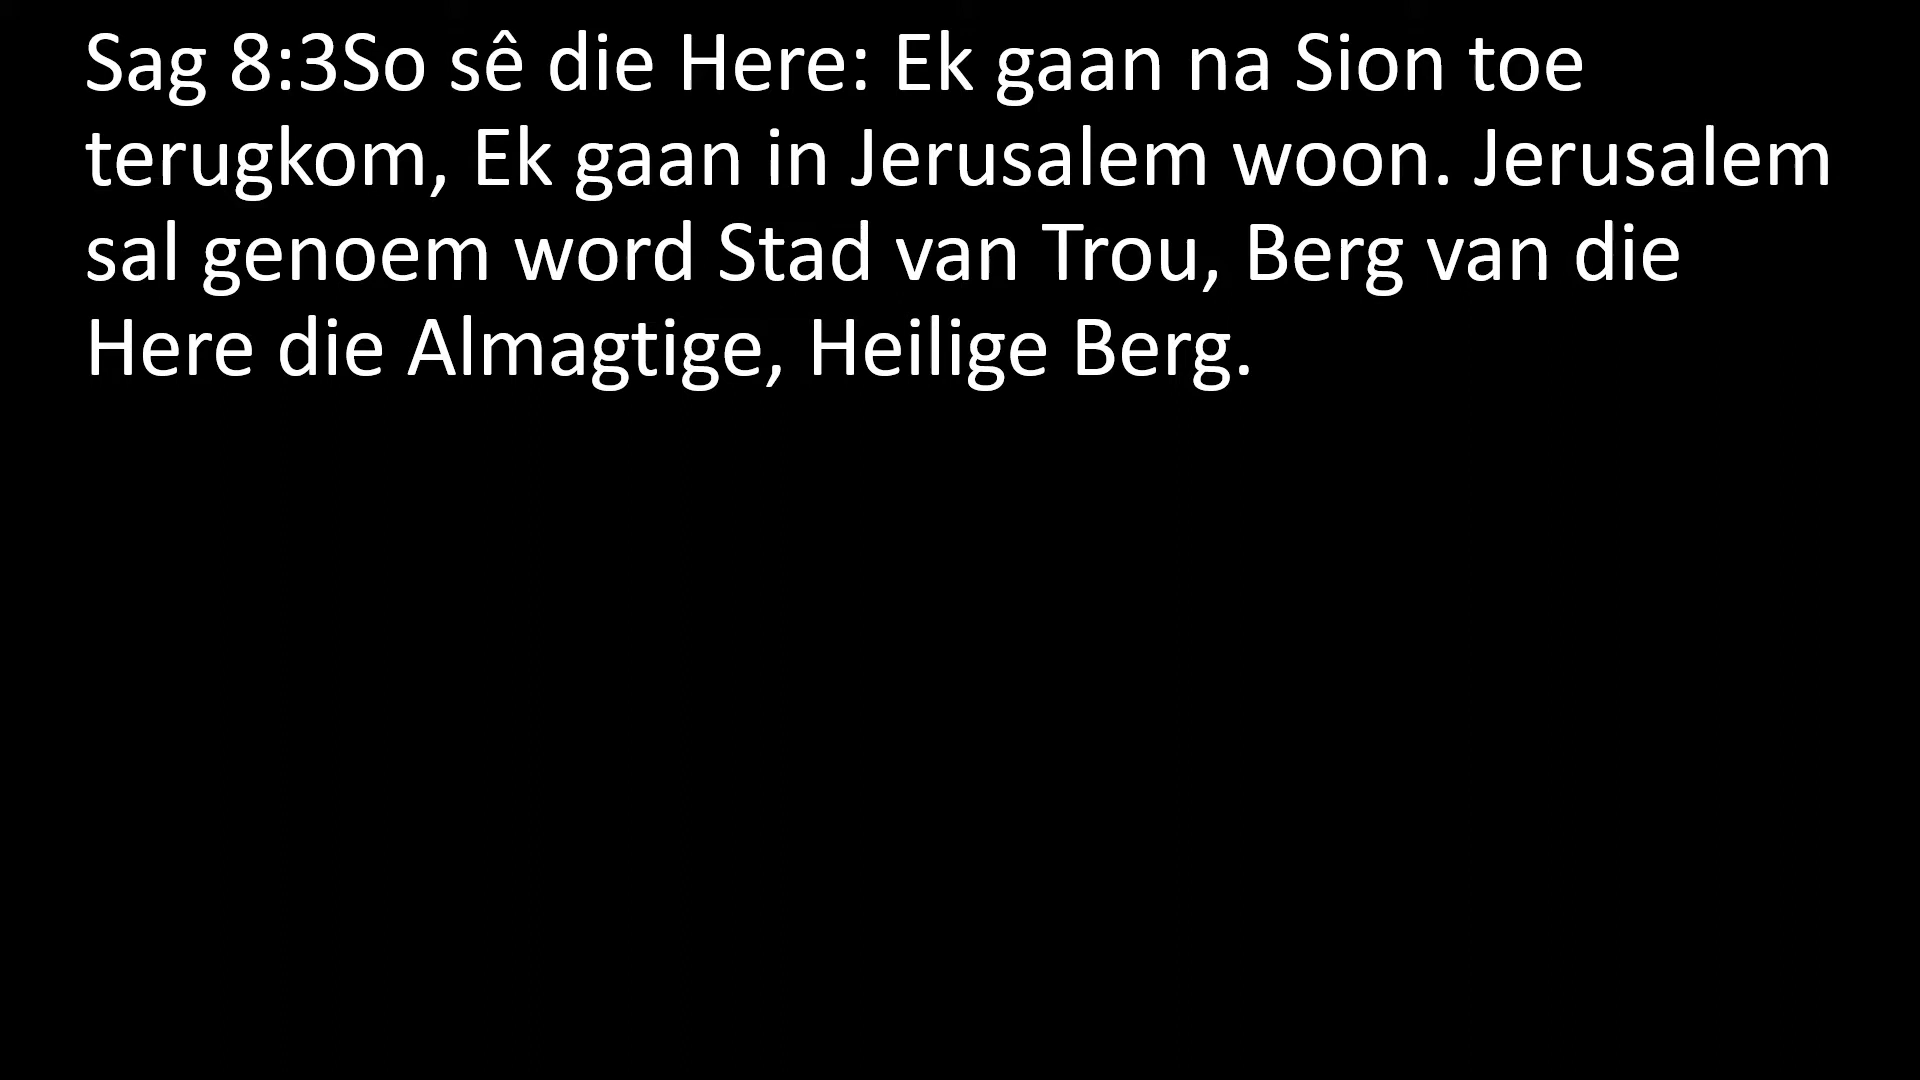 Sag 8:3So sê die Here: Ek gaan na Sion toe
terugkom, Ek gaan in Jerusalem woon. Jerusalem
sal genoem word Stad van Trou, Berg van die
Here die Almagtige, Heilige Berg.